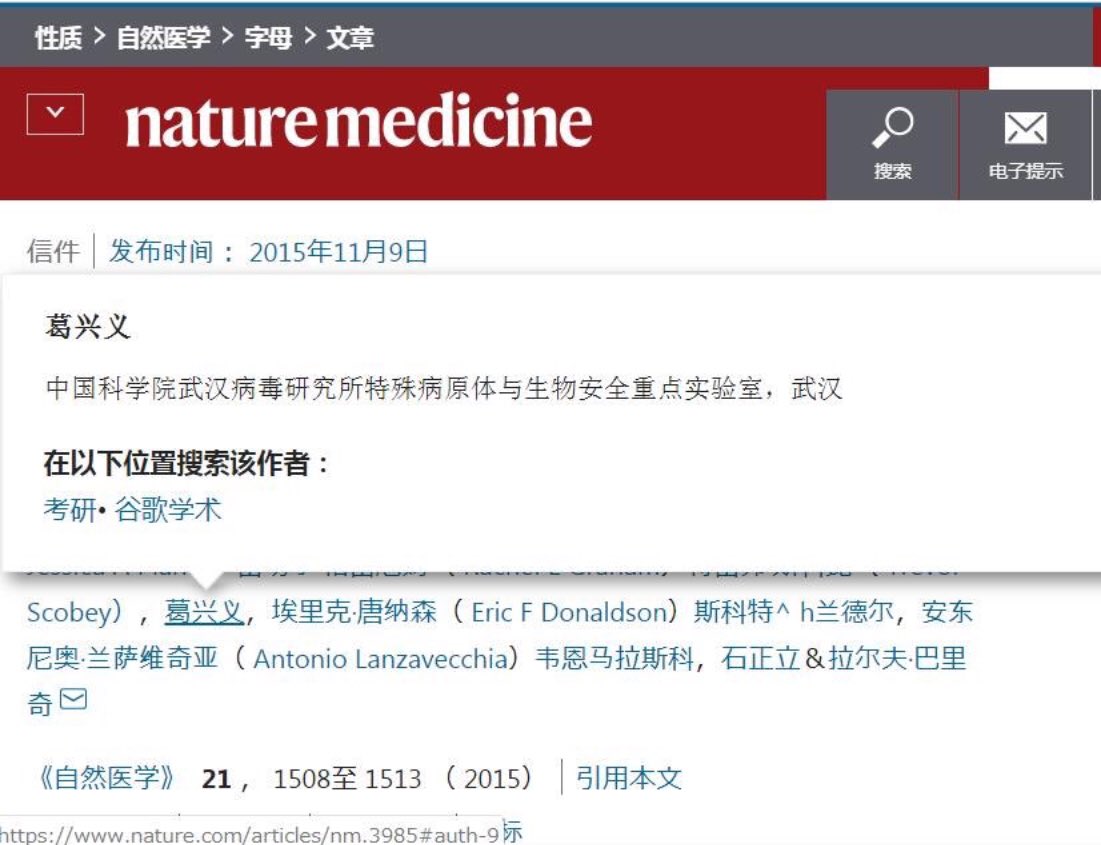 性质 > 自然医学 > 字母 > 文章
nature medicine
搜索
电子提示
信件 | 发布时间： 2015年11月9日
葛兴义
中国科学院武汉病毒研究所特殊病原体与生物安全重点实验室，武汉
在以下位置搜索该作者：
考研• 谷歌学术
Scobey），葛兴义，埃里克·唐纳森（ Eric F Donaldson）斯科特^ h兰德尔，安东
尼奥·兰萨维奇亚（ Antonio Lanzavecchia）韦恩马拉斯科，石正立&拉尔夫·巴里
奇
《自然医学》 21 ， 1508至 1513 （ 2015） | 引用本文
https://www.nature.com/articles/nm.3985#auth-9
标